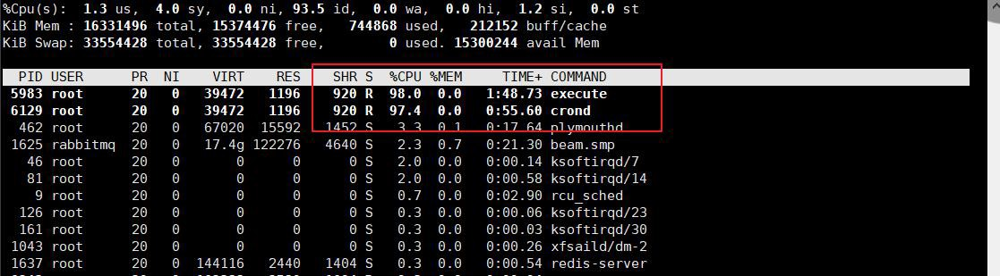 %Cpu(s):  1.3 us,  4.0 sy,  0.0 ni, 93.5 id,  0.0 wa,  0.0 hi,  1.2 si,  0.0 st
KiB Mem : 16331496 total, 15374476 free,   744868 used,   212152 buff/cache
KiB Swap: 33554428 total, 33554428 free,        0 used. 15300244 avail Mem
PID USER      PR  NI    VIRT    RES    SHR S  %CPU %MEM     TIME+ COMMAND
5983 root      20   0   39472   1196    920 R  98.0  0.0   1:48.73 execute
6129 root      20   0   39472   1196    920 R  97.4  0.0   0:55.60 crond
462 root      20   0   67020  15592   1452 S   3.3  0.1   0:17.64 plymouthd
1625 rabbitmq  20   0   17.4g 122276   4640 S   2.3  0.7   0:21.30 beam.smp
46 root      20   0       0      0      0 S   2.0  0.0   0:00.14 ksoftirqd/7
81 root      20   0       0      0      0 S   2.0  0.0   0:00.58 ksoftirqd/14
9 root      20   0       0      0      0 S   0.7  0.0   0:02.90 rcu_sched
126 root      20   0       0      0      0 S   0.3  0.0   0:00.06 ksoftirqd/23
161 root      20   0       0      0      0 S   0.3  0.0   0:00.03 ksoftirqd/30
1043 root      20   0       0      0      0 S   0.3  0.0   0:00.26 xfsaild/dm-2
1637 root      20   0  144116   2440   1404 S   0.3  0.0   0:00.54 redis-server